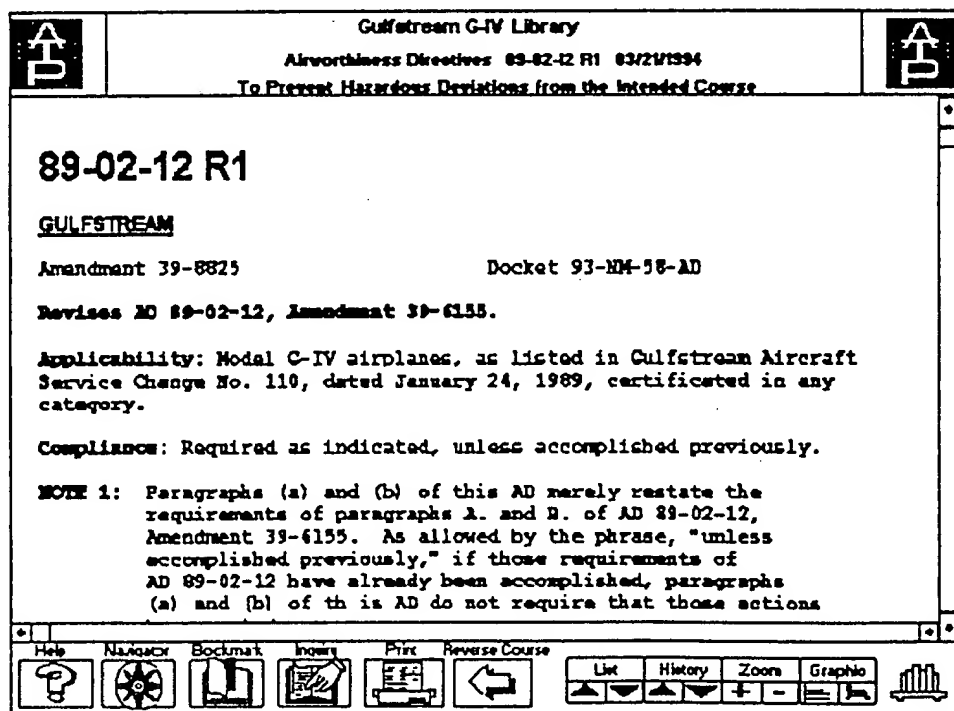 ATP
Gulfstream G-IV Library
ATP
Airworthiness Directives 89-02-12 R1 03/21/1994
To Prevent Hazardous Deviations from the Intended Course
89-02-12 R1
GULFSTREAM
Amendment 39-8825 Docket 93-NM-58-AD
Revises AD 89-02-12, Amendment 39-6155.
Applicability: Model G-IV airplanes, as listed in Gulfstream Aircraft
Service Change No. 110, dated January 24, 1989, certificated in any
category.
Compliance: Required as indicated, unless accomplished previously.
NOTE 1: Paragraphs (a) and (b) of this AD merely restate the
requirements of paragraphs A. and B. of AD 89-02-12,
Amendment 39-6155. As allowed by the phrase, "unless
accomplished previously," if those requirements of
AD 89-02-12 have already been accomplished, paragraphs
(a) and (b) of th is AD do not require that those actions
Help Navigator Bookmark Inquiry Print Reverse Course
List History Zoom Graphic